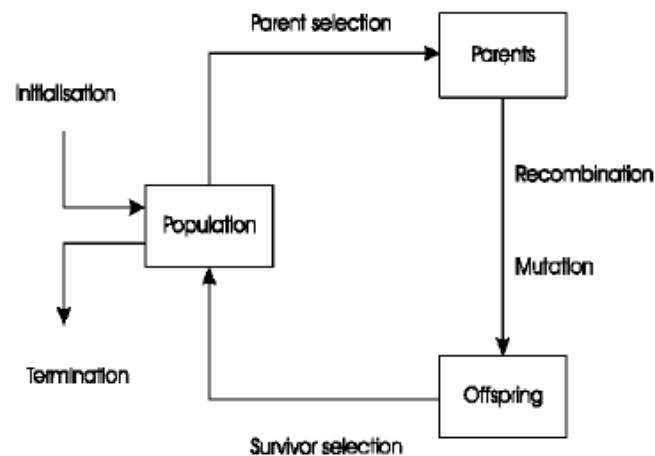 Parent selection
Parents
Initialisation
Recombination
Population
Mutation
Termination
Offspring
Survivor selection